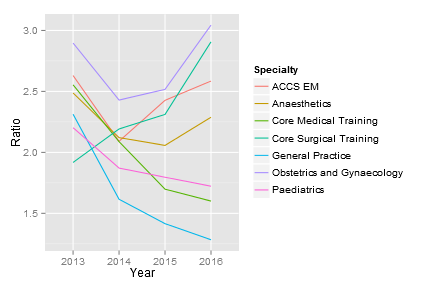 3.0
2.5
2.0
1.5
Ratio
2013 2014 2015 2016
Year
Specialty
ACCS EM
Anaesthetics
Core Medical Training
Core Surgical Training
General Practice
Obstetrics and Gynaecology
Paediatrics